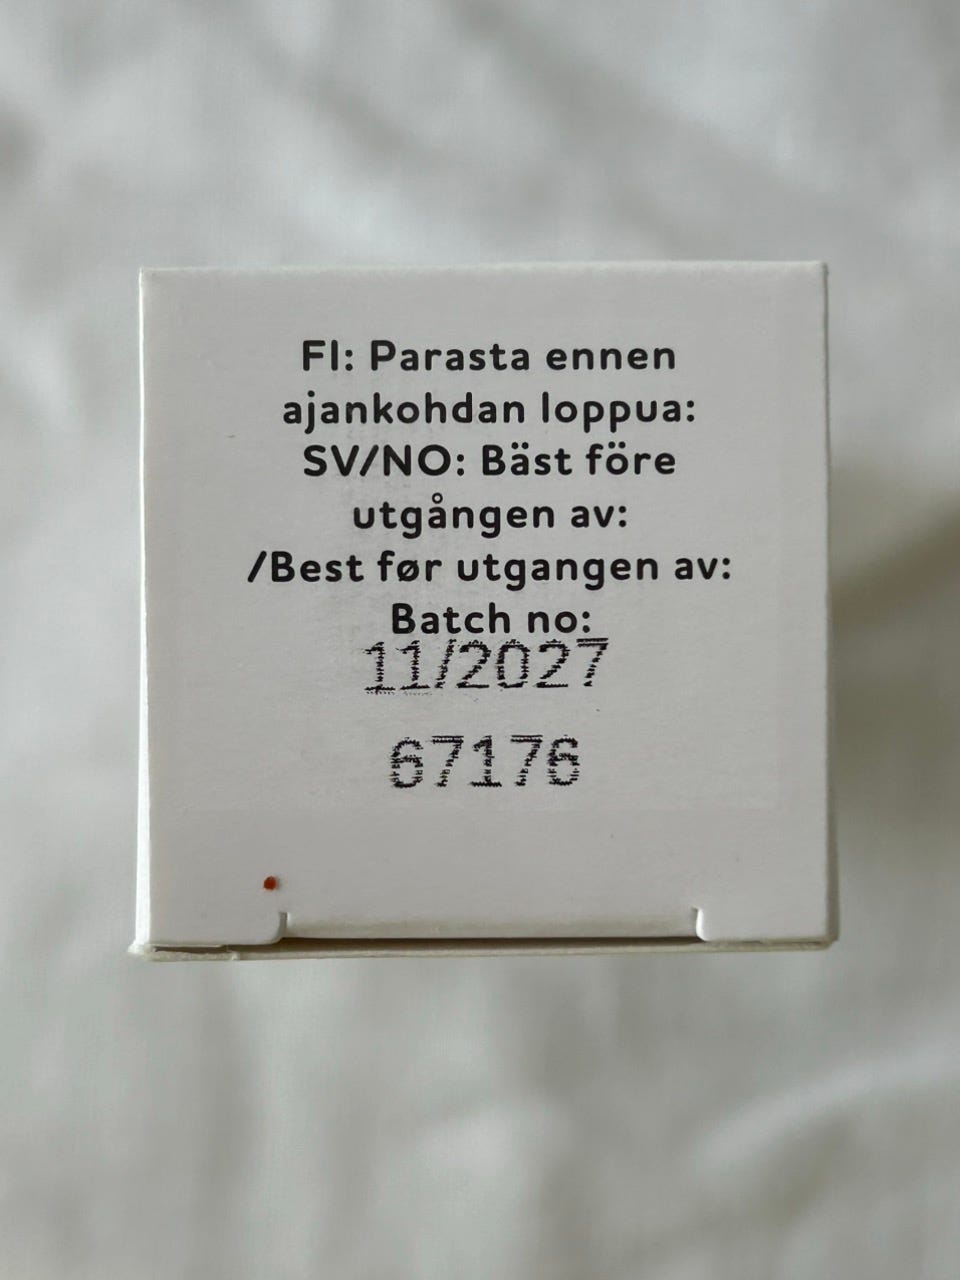 FI: Parasta ennen
ajankohdan loppua:
SV/NO: Bäst före
utgången av:
/Best før utgangen av:
Batch no:
11/2027
67176